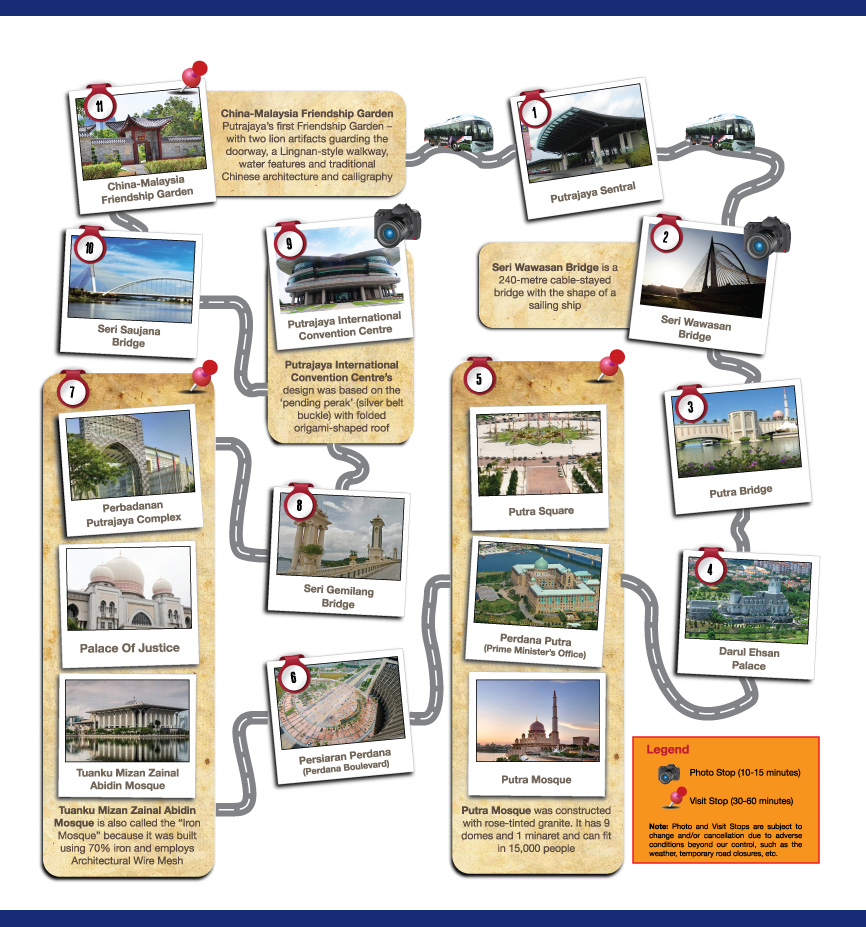 11
China-Malaysia
Friendship Garden
China-Malaysia Friendship Garden
Putrajaya's first Friendship Garden –
with two lion artifacts guarding the
doorway, a Lingnan-style walkway,
water features and traditional
Chinese architecture and calligraphy
1
Putrajaya Sentral
10
Seri Saujana
Bridge
9
Putrajaya International
Convention Centre
Putrajaya International
Convention Centre's
design was based on the
'pending perak' (silver belt
buckle) with folded
origami-shaped roof
2
Seri Wawasan
Bridge
Seri Wawasan Bridge is a
240-metre cable-stayed
bridge with the shape of a
sailing ship
3
Putra Bridge
4
Darul Ehsan
Palace
5
Putra Square
Perdana Putra
(Prime Minister's Office)
Putra Mosque
Putra Mosque was constructed
with rose-tinted granite. It has 9
domes and 1 minaret and can fit
in 15,000 people
6
Persiaran Perdana
(Perdana Boulevard)
7
Perbadanan
Putrajaya Complex
Palace Of Justice
Tuanku Mizan Zainal
Abidin Mosque
Tuanku Mizan Zainal Abidin
Mosque is also called the "Iron
Mosque" because it was built
using 70% iron and employs
Architectural Wire Mesh
8
Seri Gemilang
Bridge
Legend
Photo Stop (10-15 minutes)
Visit Stop (30-60 minutes)
Note: Photo and Visit Stops are subject to
change and/or cancellation due to adverse
conditions beyond our control, such as the
weather, temporary road closures, etc.